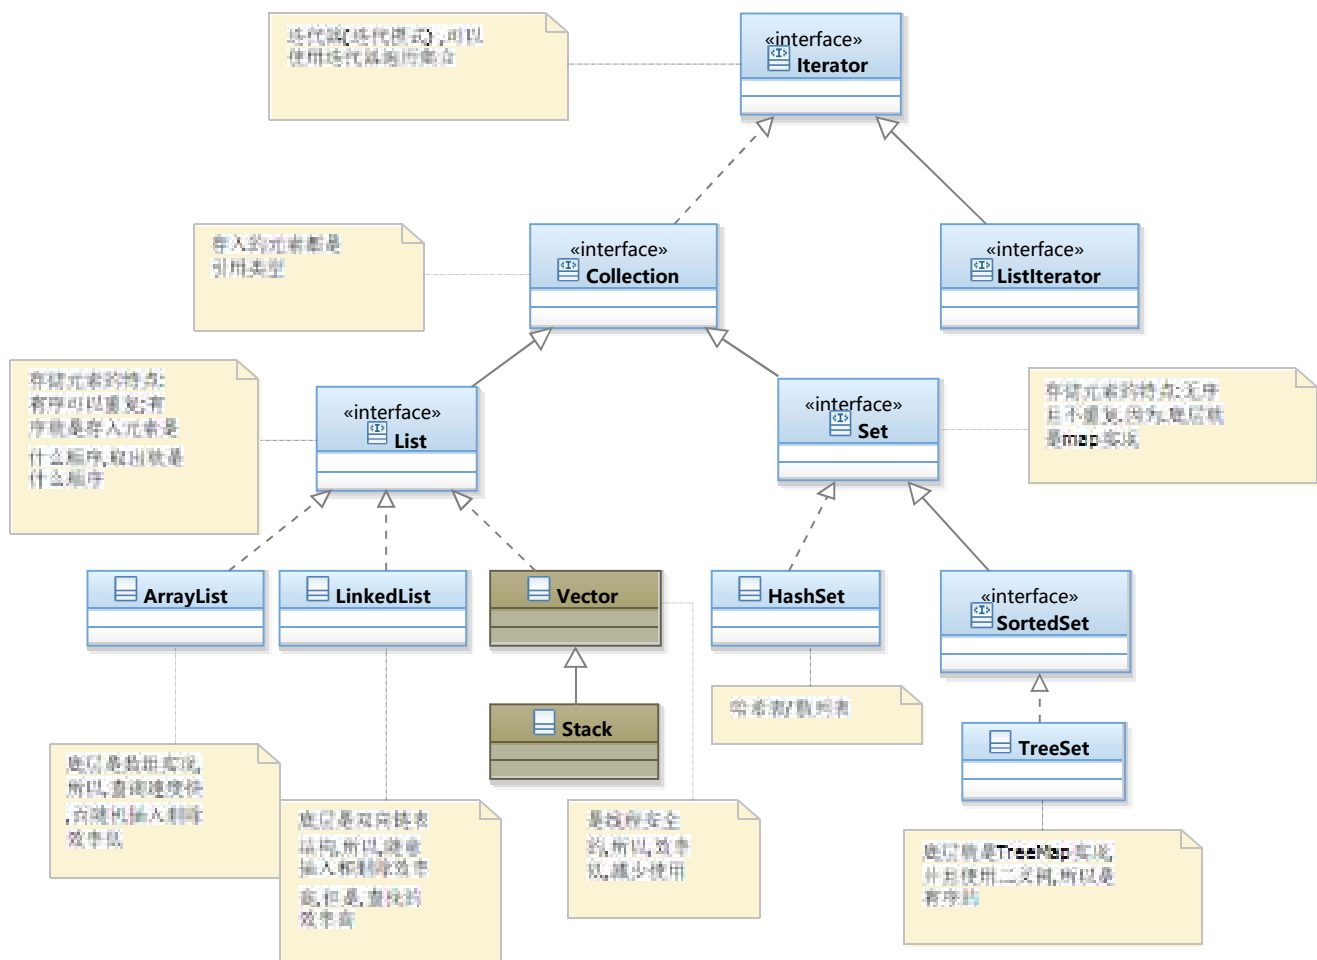 迭代器(迭代模式) ,可以
使用迭代器遍历集合
«interface»
Iterator
存入的元素都是
引用类型
«interface»
Collection
«interface»
ListIterator
存储元素的特点:
有序可以重复;有
序就是存入元素是
什么顺序,取出就是
什么顺序
«interface»
List
«interface»
Set
存储元素的特点:无序
且不重复.因为.底层就
是map实现
ArrayList
LinkedList
Vector
HashSet
«interface»
SortedSet
Stack
哈希表/散列表
TreeSet
底层是数组实现,
所以,查询速度快
,而随机插入删除
效率低
底层是双向链表
结构,所以,随意
插入和删除效率
高,但是,查找的
效率高
是线程安全
的,所以,效率
低,减少使用
底层就是TreeMap实现,
并且使用二叉树,所以是
有序的